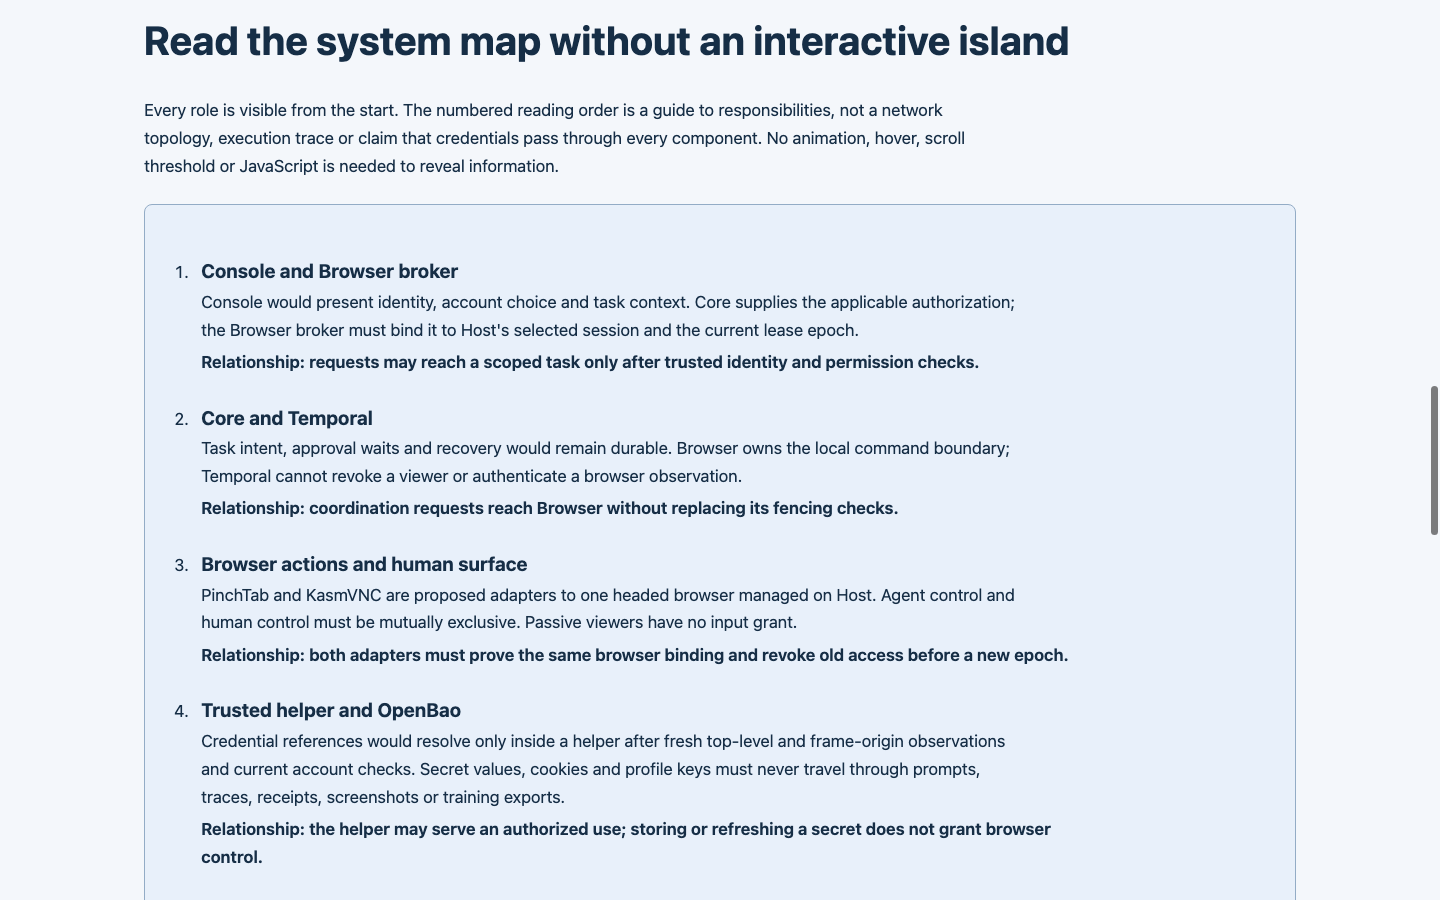 Read the system map without an interactive island
Every role is visible from the start. The numbered reading order is a guide to responsibilities, not a network
topology, execution trace or claim that credentials pass through every component. No animation, hover, scroll
threshold or JavaScript is needed to reveal information.
1. Console and Browser broker
Console would present identity, account choice and task context. Core supplies the applicable authorization;
the Browser broker must bind it to Host's selected session and the current lease epoch.
Relationship: requests may reach a scoped task only after trusted identity and permission checks.
2. Core and Temporal
Task intent, approval waits and recovery would remain durable. Browser owns the local command boundary;
Temporal cannot revoke a viewer or authenticate a browser observation.
Relationship: coordination requests reach Browser without replacing its fencing checks.
3. Browser actions and human surface
PinchTab and KasmVNC are proposed adapters to one headed browser managed on Host. Agent control and
human control must be mutually exclusive. Passive viewers have no input grant.
Relationship: both adapters must prove the same browser binding and revoke old access before a new epoch.
4. Trusted helper and OpenBao
Credential references would resolve only inside a helper after fresh top-level and frame-origin observations
and current account checks. Secret values, cookies and profile keys must never travel through prompts,
traces, receipts, screenshots or training exports.
Relationship: the helper may serve an authorized use; storing or refreshing a secret does not grant browser
control.